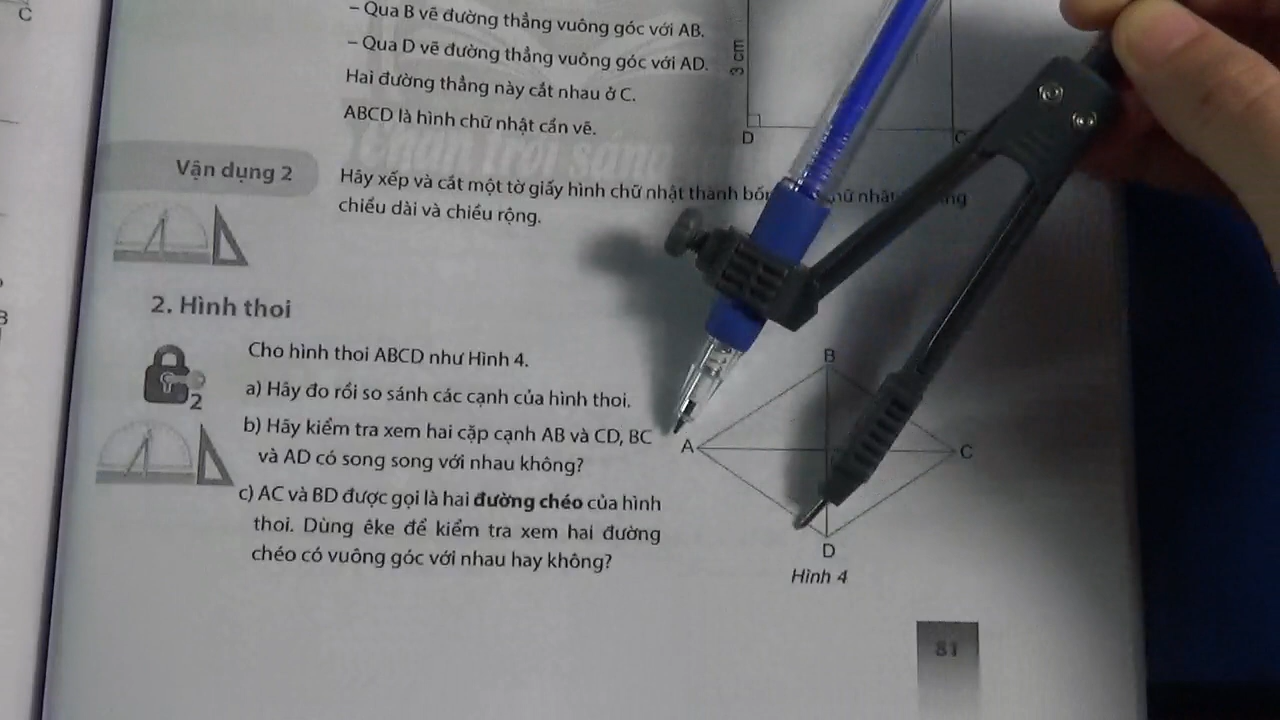 C
– Qua B vẽ đường thẳng vuông góc với AB.
– Qua D vẽ đường thẳng vuông góc với AD.
Hai đường thẳng này cắt nhau ở C.
ABCD là hình chữ nhật cần vẽ.
3 cm
D
C
Chân trời sáng
Vận dụng 2
Hãy xếp và cắt một tờ giấy hình chữ nhật thành bốn
chiều dài và chiều rộng.
2. Hình thoi
2
Cho hình thoi ABCD như Hình 4.
a) Hãy đo rồi so sánh các cạnh của hình thoi.
b) Hãy kiểm tra xem hai cặp cạnh AB và CD, BC
và AD có song song với nhau không?
c) AC và BD được gọi là hai đường chéo của hình
thoi. Dùng êke để kiểm tra xem hai đường
chéo có vuông góc với nhau hay không?
B
A
C
D
Hình 4
81